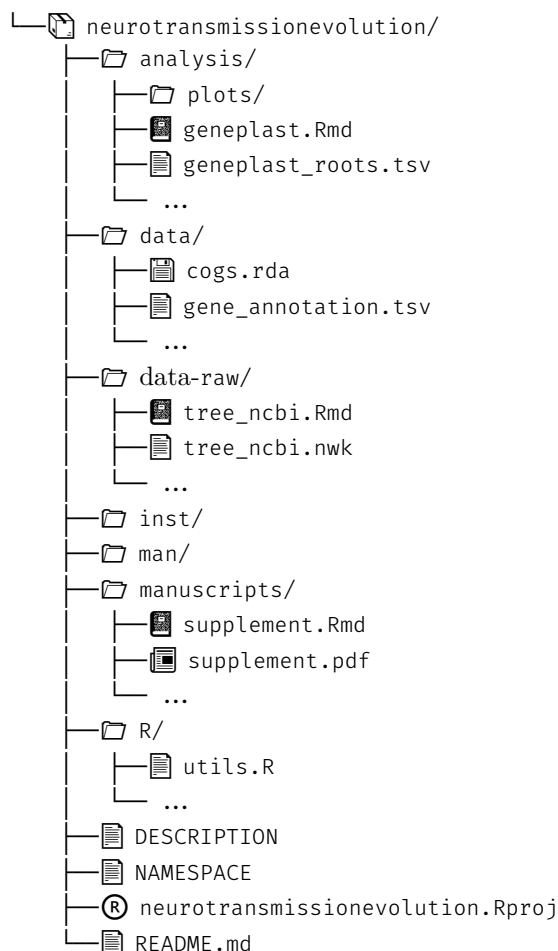 neurotransmissionevolution/
analysis/
plots/
geneplast.Rmd
geneplast_roots.tsv
...
data/
cogs.rda
gene_annotation.tsv
...
data-raw/
tree_ncbi.Rmd
tree_ncbi.nwk
...
inst/
man/
manuscripts/
supplement.Rmd
supplement.pdf
...
R/
utils.R
...
DESCRIPTION
NAMESPACE
R neurotransmissionevolution.Rproj
README.md